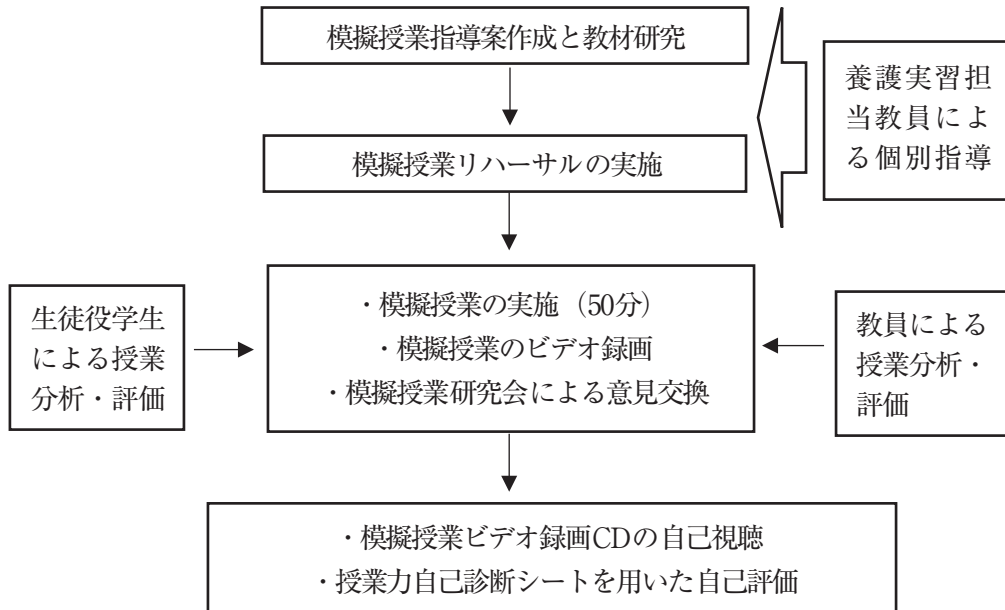 模擬授業指導案作成と教材研究
養護実習担
当教員によ
る個別指導
模擬授業リハーサルの実施
生徒役学生
による授業
分析・評価
・模擬授業の実施（50分）
・模擬授業のビデオ録画
・模擬授業研究会による意見交換
教員による
授業分析・
評価
・模擬授業ビデオ録画CDの自己視聴
・授業力自己診断シートを用いた自己評価